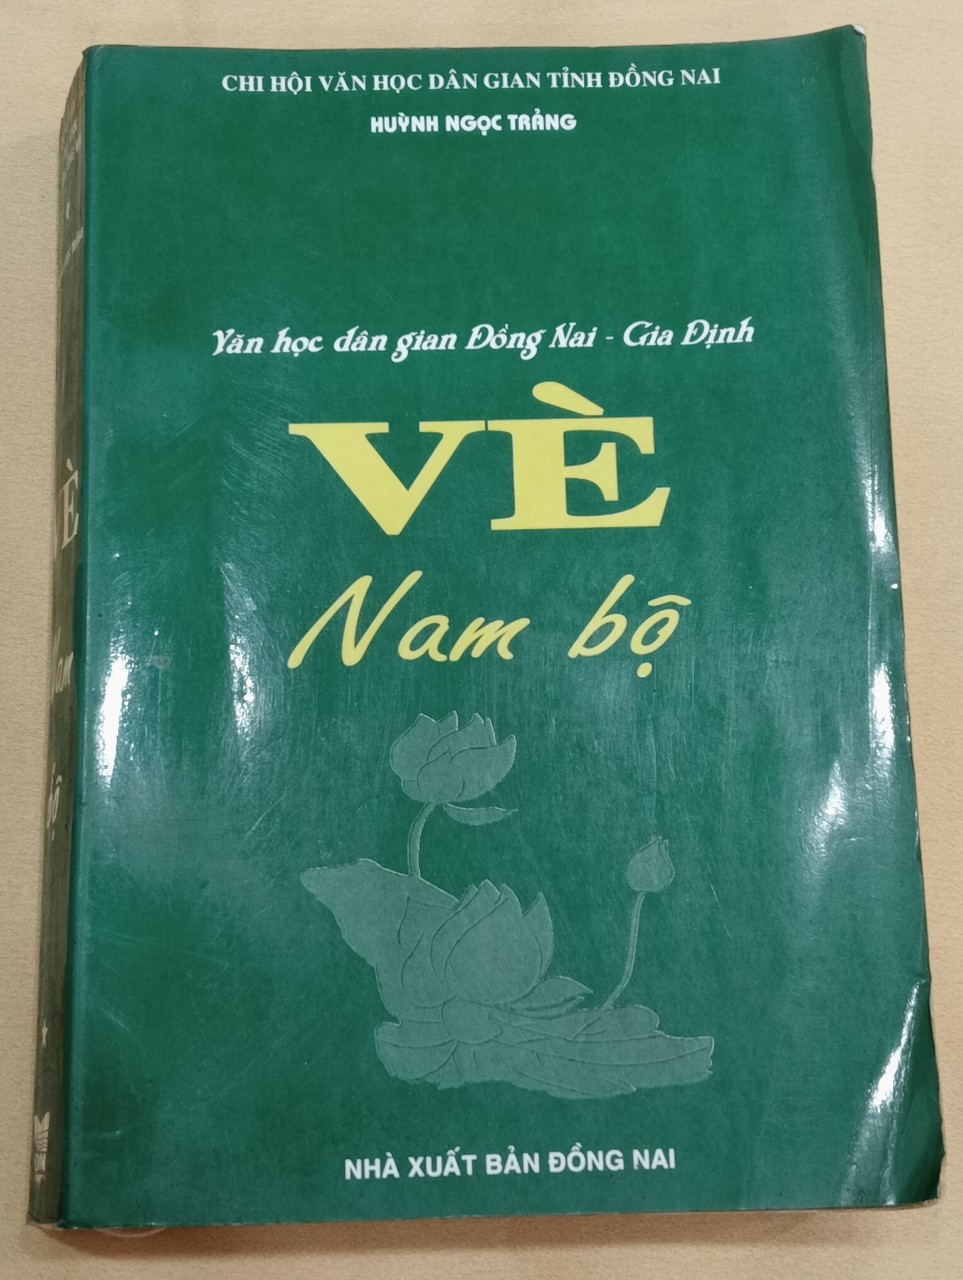 CHI HỘI VĂN HỌC DÂN GIAN TỈNH ĐỒNG NAI
HUỲNH NGỌC TRẢNG
Văn học dân gian Đồng Nai - Gia Định
VÈ
Nam bộ
NHÀ XUẤT BẢN ĐỒNG NAI